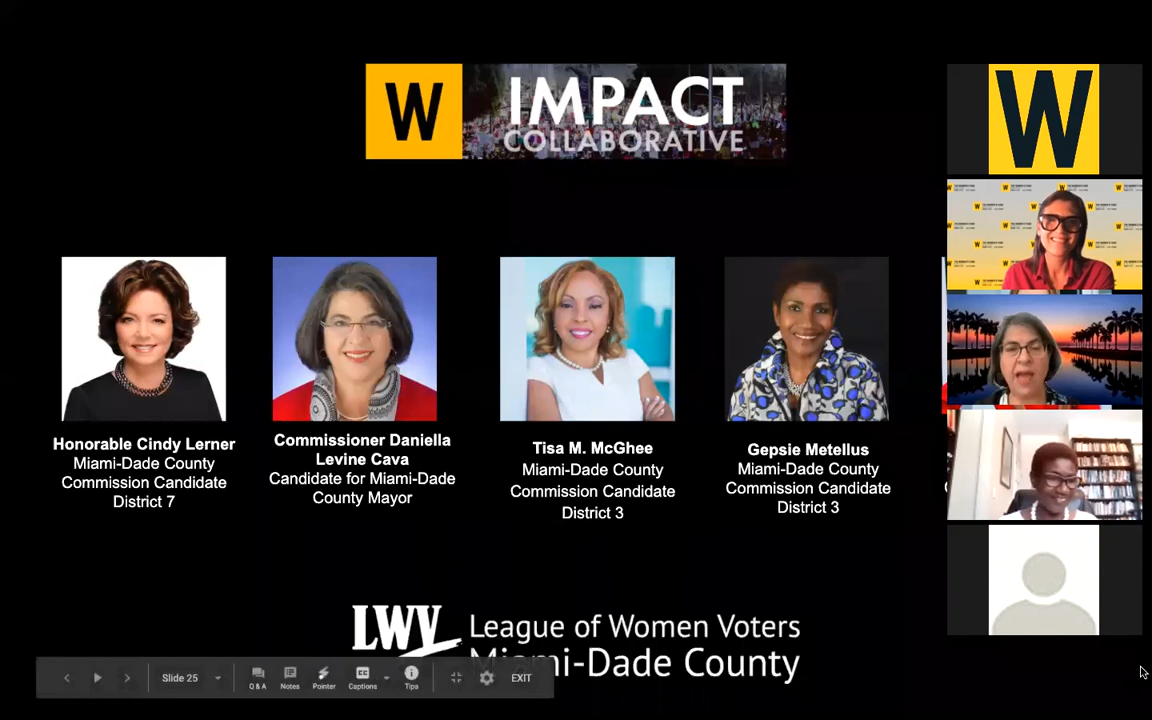 W
IMPACT
COLLABORATIVE
W
Honorable Cindy Lerner
Miami-Dade County
Commission Candidate
District 7
Commissioner Daniella
Levine Cava
Candidate for Miami-Dade
County Mayor
Tisa M. McGhee
Miami-Dade County
Commission Candidate
District 3
Gepsie Metellus
Miami-Dade County
Commission Candidate
District 3
LWV
League of Women Voters
Miami-Dade County
Slide 25
Q & A
Notes
Pointer
Captions
Tips
EXIT